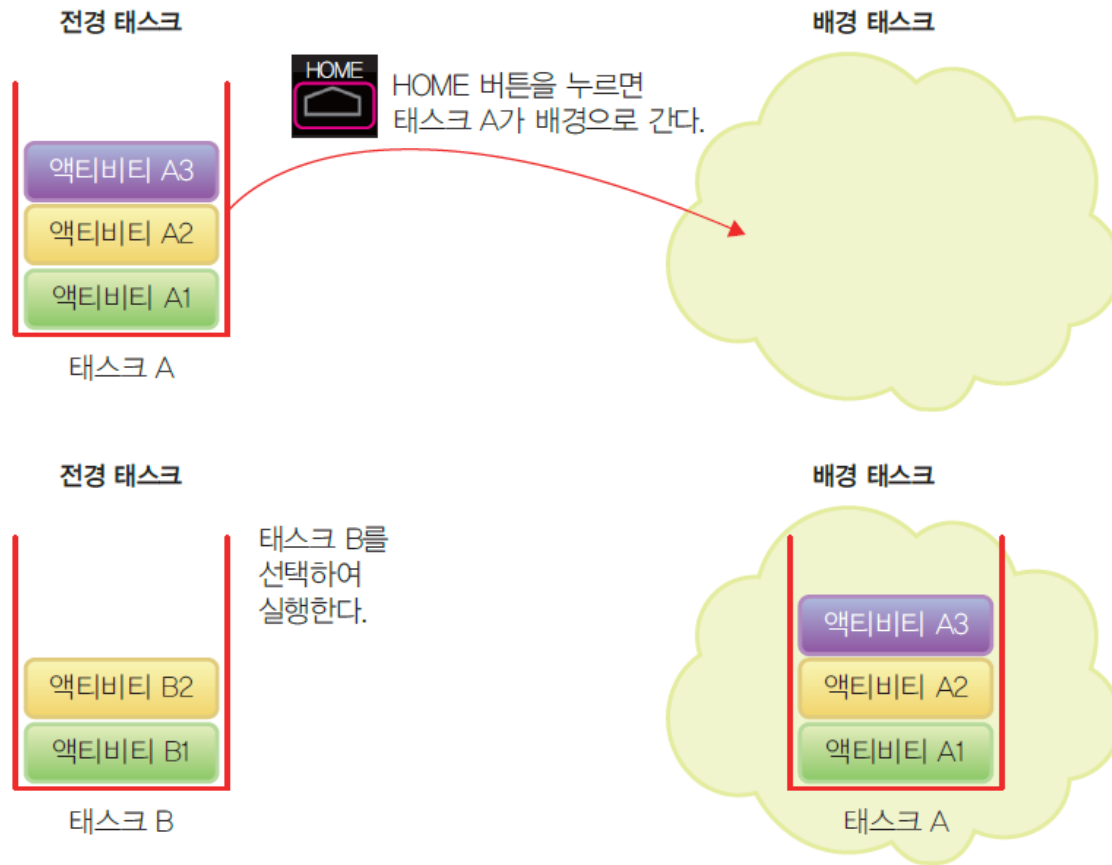 전경 태스크
배경 태스크
HOME
HOME 버튼을 누르면
태스크 A가 배경으로 간다.
액티비티 A3
액티비티 A2
액티비티 A1
태스크 A
전경 태스크
배경 태스크
태스크 B를
선택하여
실행한다.
액티비티 B2
액티비티 B1
태스크 B
액티비티 A3
액티비티 A2
액티비티 A1
태스크 A